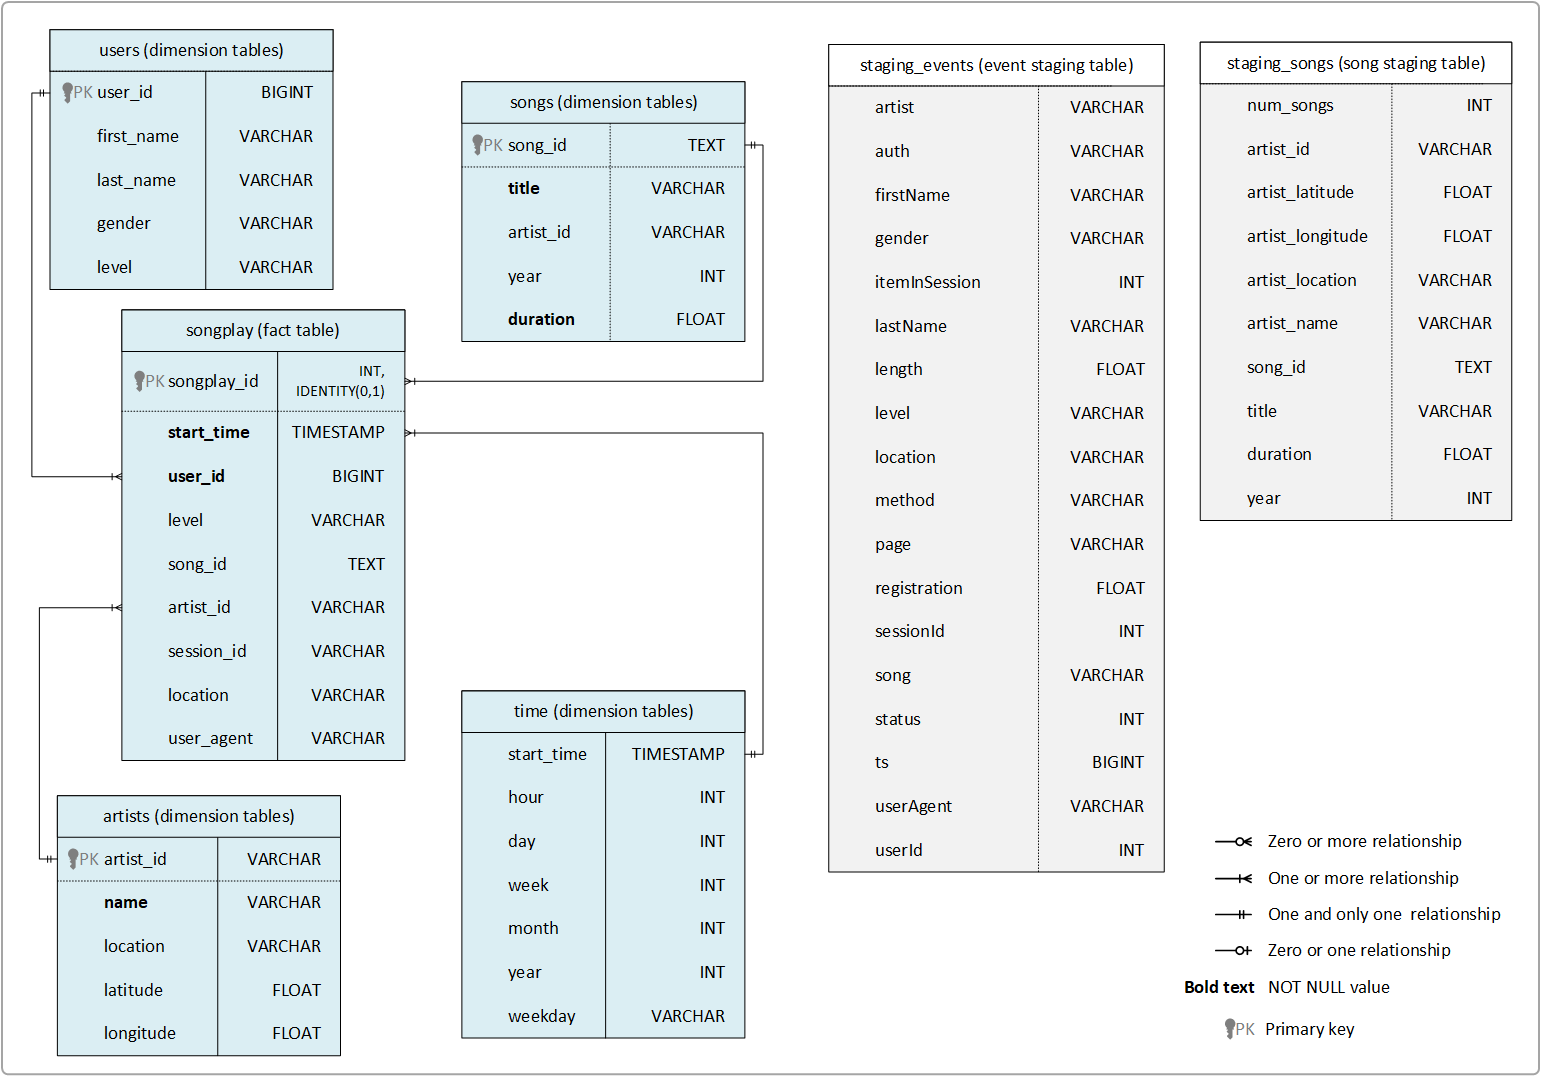 users (dimension tables)
PK user_id BIGINT
first_name VARCHAR
last_name VARCHAR
gender VARCHAR
level VARCHAR
songs (dimension tables)
PK song_id TEXT
title VARCHAR
artist_id VARCHAR
year INT
duration FLOAT
songplay (fact table)
PK songplay_id INT,
IDENTITY(0,1)
start_time TIMESTAMP
user_id BIGINT
level VARCHAR
song_id TEXT
artist_id VARCHAR
session_id VARCHAR
location VARCHAR
user_agent VARCHAR
artists (dimension tables)
PK artist_id VARCHAR
name VARCHAR
location VARCHAR
latitude FLOAT
longitude FLOAT
time (dimension tables)
start_time TIMESTAMP
hour INT
day INT
week INT
month INT
year INT
weekday VARCHAR
staging_events (event staging table)
artist VARCHAR
auth VARCHAR
firstName VARCHAR
gender VARCHAR
itemInSession INT
lastName VARCHAR
length FLOAT
level VARCHAR
location VARCHAR
method VARCHAR
page VARCHAR
registration FLOAT
sessionId INT
song VARCHAR
status INT
ts BIGINT
userAgent VARCHAR
userId INT
staging_songs (song staging table)
num_songs INT
artist_id VARCHAR
artist_latitude FLOAT
artist_longitude FLOAT
artist_location VARCHAR
artist_name VARCHAR
song_id TEXT
title VARCHAR
duration FLOAT
year INT
Zero or more relationship
One or more relationship
One and only one relationship
Zero or one relationship
Bold text NOT NULL value
PK Primary key